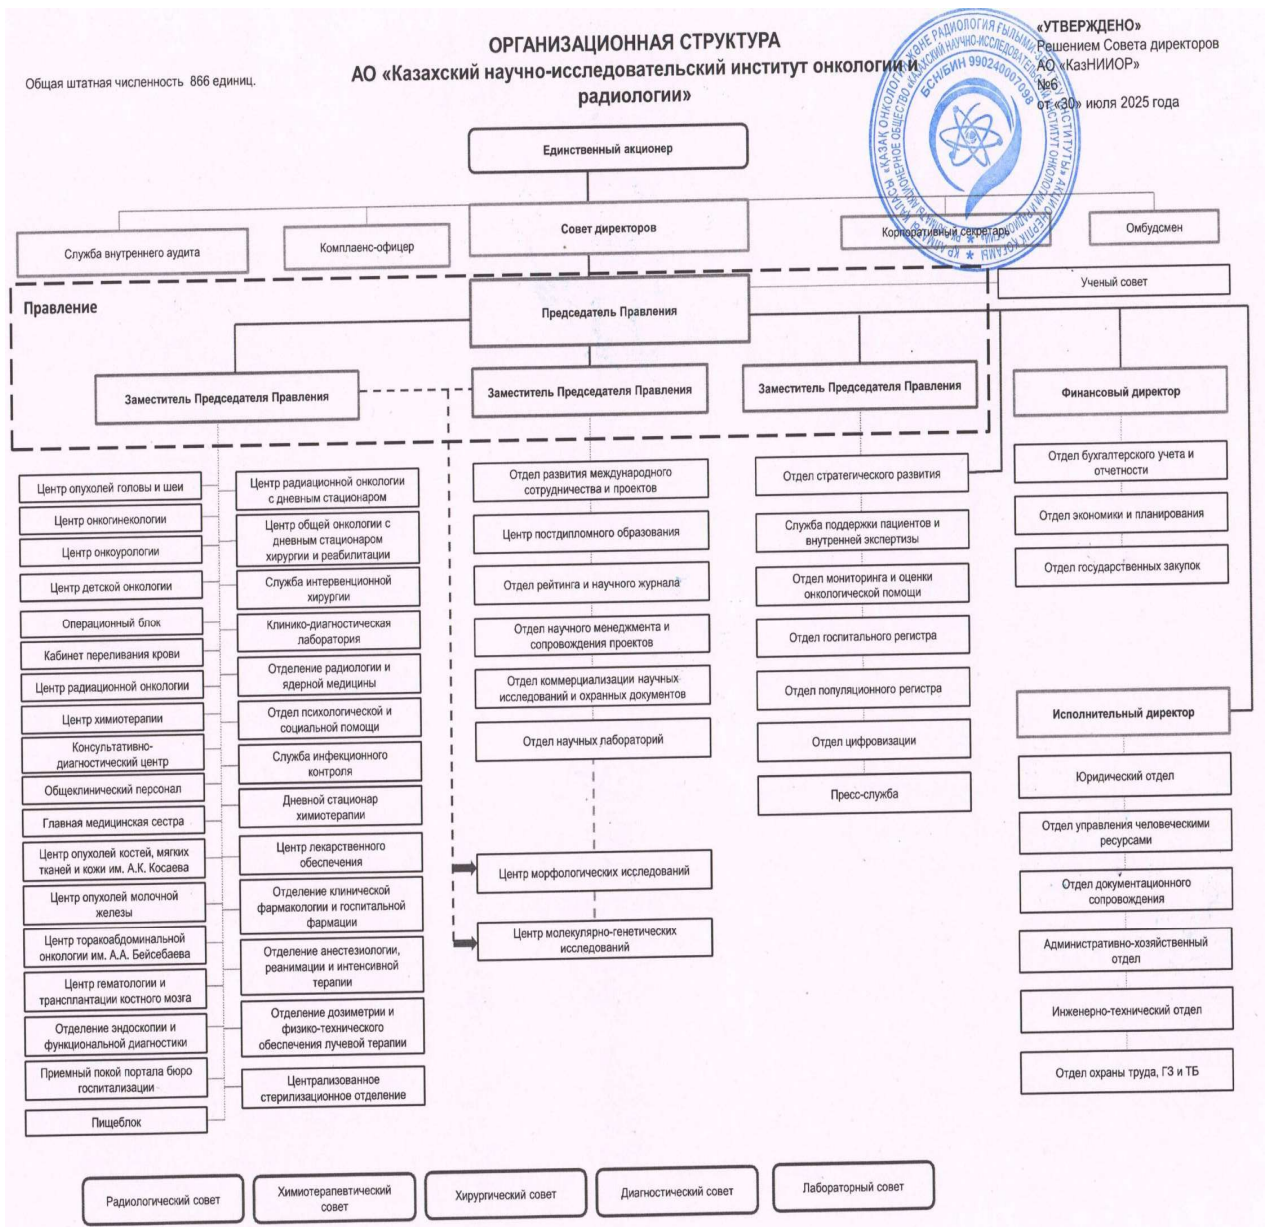 Общая штатная численность 866 единиц.
ОРГАНИЗАЦИОННАЯ СТРУКТУРА
АО «Казахский научно-исследовательский институт онкологии и
радиологии»
«УТВЕРЖДЕНО»
Решением Совета директоров
АО «КазНИИОР»
№6
от «30» июля 2025 года
БСН/БИН 990240007098
Единственный акционер
Совет директоров
Служба внутреннего аудита
Комплаенс-офицер
Корпоративный секретарь
Омбудсмен
Ученый совет
Правление
Председатель Правления
Заместитель Председателя Правления
Заместитель Председателя Правления
Заместитель Председателя Правления
Финансовый директор
Центр опухолей головы и шеи
Центр онкогинекологии
Центр онкоурологии
Центр детской онкологии
Операционный блок
Кабинет переливания крови
Центр радиационной онкологии
Центр химиотерапии
Консультативно-
диагностический центр
Общеклинический персонал
Главная медицинская сестра
Центр опухолей костей, мягких
тканей и кожи им. А.К. Косаева
Центр опухолей молочной
железы
Центр торакоабдоминальной
онкологии им. А.А. Бейсебаева
Центр гематологии и
трансплантации костного мозга
Отделение эндоскопии и
функциональной диагностики
Приемный покой портала бюро
госпитализации
Пищеблок
Центр радиационной онкологии
с дневным стационаром
Центр общей онкологии с
дневным стационаром
хирургии и реабилитации
Служба интервенционной
хирургии
Клинико-диагностическая
лаборатория
Отделение радиологии и
ядерной медицины
Отдел психологической и
социальной помощи
Служба инфекционного
контроля
Дневной стационар
химиотерапии
Центр лекарственного
обеспечения
Отделение клинической
фармакологии и госпитальной
фармации
Отделение анестезиологии,
реанимации и интенсивной
терапии
Отделение дозиметрии и
физико-технического
обеспечения лучевой терапии
Централизованное
стерилизационное отделение
Отдел развития международного
сотрудничества и проектов
Центр постдипломного образования
Отдел рейтинга и научного журнала
Отдел научного менеджмента и
сопровождения проектов
Отдел коммерциализации научных
исследований и охранных документов
Отдел научных лабораторий
Центр морфологических исследований
Центр молекулярно-генетических
исследований
Отдел стратегического развития
Служба поддержки пациентов и
внутренней экспертизы
Отдел мониторинга и оценки
онкологической помощи
Отдел госпитального регистра
Отдел популяционного регистра
Отдел цифровизации
Пресс-служба
Отдел бухгалтерского учета и
отчетности
Отдел экономики и планирования
Отдел государственных закупок
Исполнительный директор
Юридический отдел
Отдел управления человеческими
ресурсами
Отдел документационного
сопровождения
Административно-хозяйственный
отдел
Инженерно-технический отдел
Отдел охраны труда, ГЗ и ТБ
Радиологический совет
Химиотерапевтический
совет
Хирургический совет
Диагностический совет
Лабораторный совет